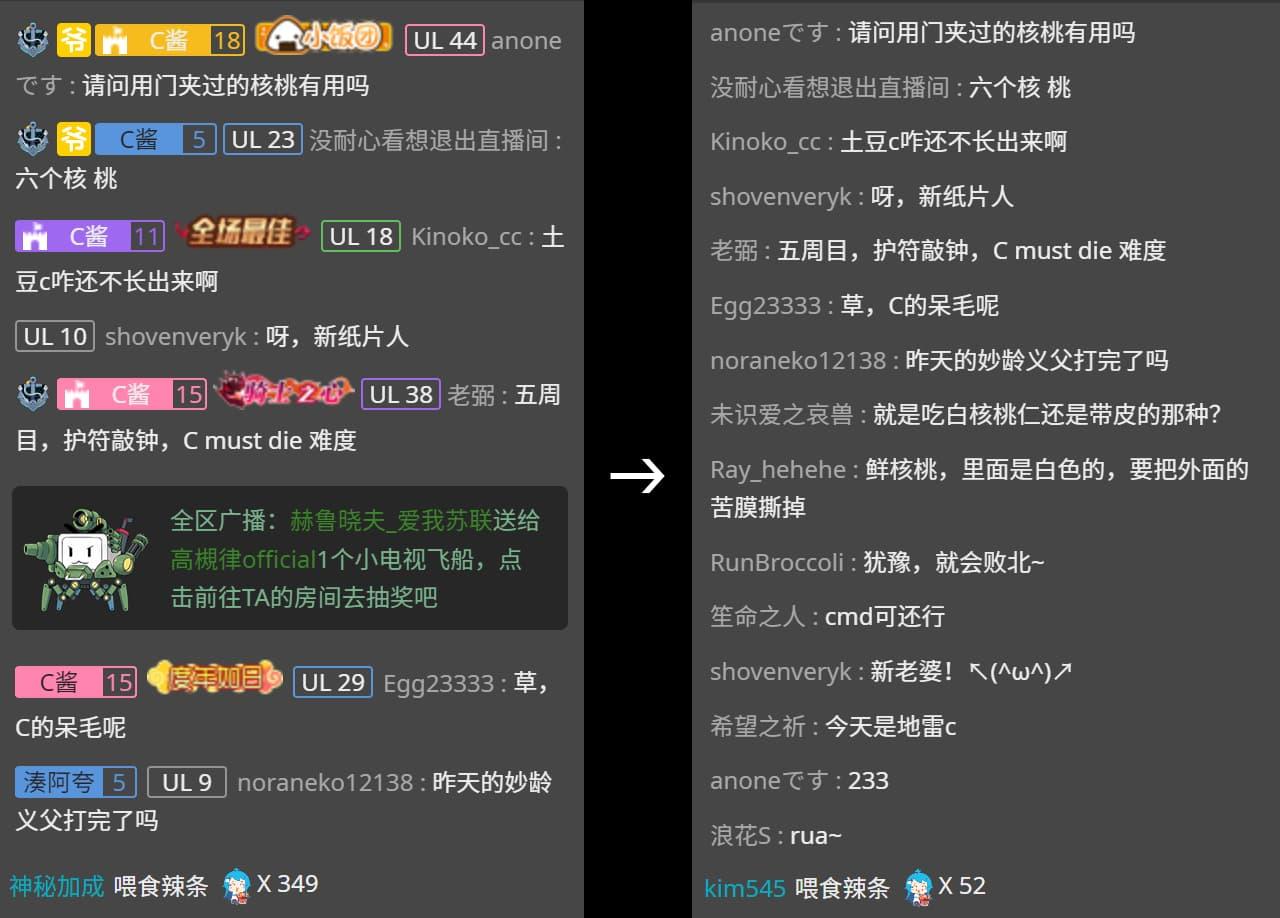 爷 C酱 18 小饭团 UL 44 anone
です : 请问用门夹过的核桃有用吗
爷 C酱 5 UL 23 没耐心看想退出直播间 :
六个核 桃
C酱 11 全场最佳 UL 18 Kinoko_cc : 土
豆c咋还不长出来啊
UL 10 shovenveryk : 呀，新纸片人
C酱 15 骑士之心 UL 38 老弼 : 五周
目，护符敲钟，C must die 难度
全区广播：赫鲁晓夫_爱我苏联送给
高槻律official1个小电视飞船，点
击前往TA的房间去抽奖吧
C酱 15 度年如日 UL 29 Egg23333 : 草，
C的呆毛呢
湊阿夸 5 UL 9 noraneko12138 : 昨天的妙龄
义父打完了吗
神秘加成 喂食辣条 X 349
→
anoneです : 请问用门夹过的核桃有用吗
没耐心看想退出直播间 : 六个核 桃
Kinoko_cc : 土豆c咋还不长出来啊
shovenveryk : 呀，新纸片人
老弼 : 五周目，护符敲钟，C must die 难度
Egg23333 : 草，C的呆毛呢
noraneko12138 : 昨天的妙龄义父打完了吗
未识爱之哀兽 : 就是吃白核桃仁还是带皮的那种？
Ray_hehehe : 鲜核桃，里面是白色的，要把外面的
苦膜撕掉
RunBroccoli : 犹豫，就会败北~
笙命之人 : cmd可还行
shovenveryk : 新老婆！↖(^ω^)↗
希望之祈 : 今天是地雷c
anoneです : 233
浪花S : rua~
kim545 喂食辣条 X 52